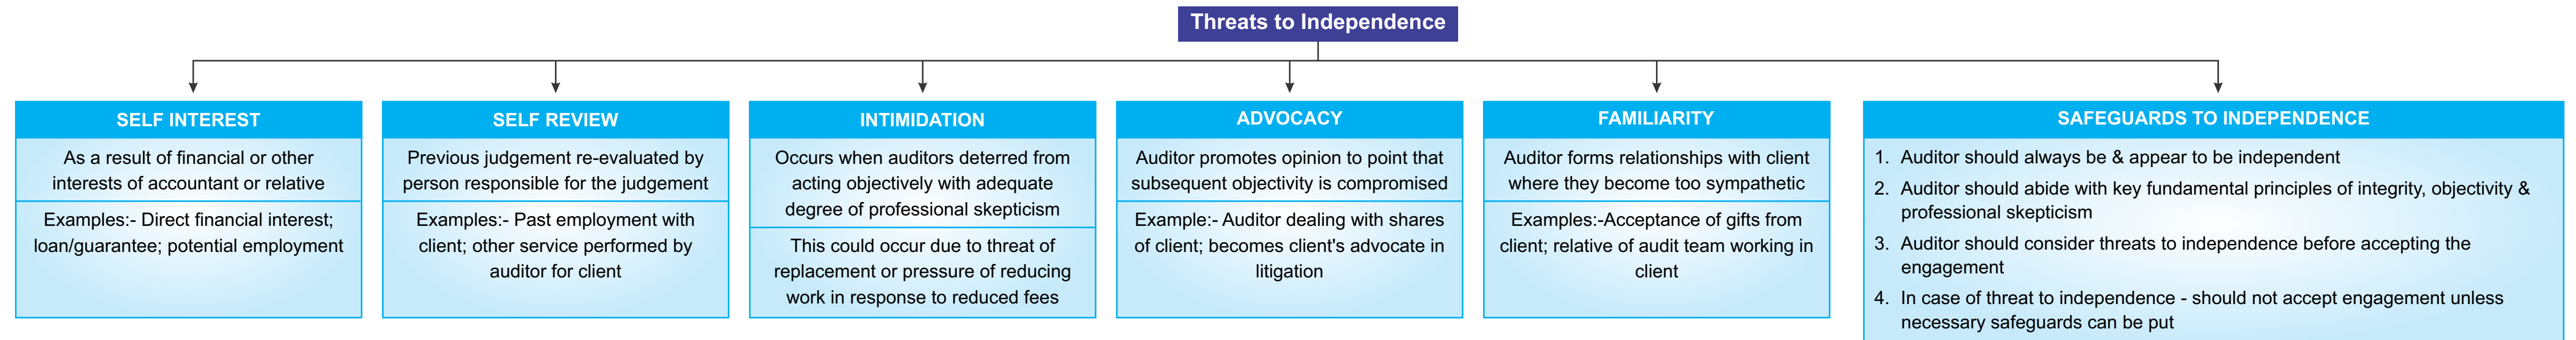 Threats to Independence
SELF INTEREST
As a result of financial or other
interests of accountant or relative
Examples:- Direct financial interest;
loan/guarantee; potential employment
SELF REVIEW
Previous judgement re-evaluated by
person responsible for the judgement
Examples:- Past employment with
client; other service performed by
auditor for client
INTIMIDATION
Occurs when auditors deterred from
acting objectively with adequate
degree of professional skepticism
This could occur due to threat of
replacement or pressure of reducing
work in response to reduced fees
ADVOCACY
Auditor promotes opinion to point that
subsequent objectivity is compromised
Example:- Auditor dealing with shares
of client; becomes client's advocate in
litigation
FAMILIARITY
Auditor forms relationships with client
where they become too sympathetic
Examples:-Acceptance of gifts from
client; relative of audit team working in
client
SAFEGUARDS TO INDEPENDENCE
1. Auditor should always be & appear to be independent
2. Auditor should abide with key fundamental principles of integrity, objectivity &
professional skepticism
3. Auditor should consider threats to independence before accepting the
engagement
4. In case of threat to independence - should not accept engagement unless
necessary safeguards can be put